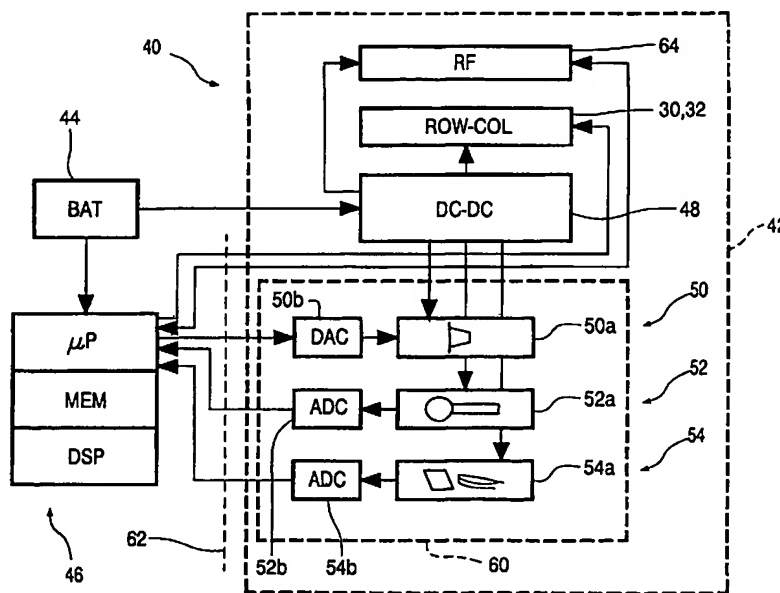 64
RF
40
30,32
ROW-COL
44
BAT
DC-DC
48
42
50b
50
μP
DAC
50a
52
MEM
ADC
52a
54
DSP
ADC
54a
46
62
52b
54b
60